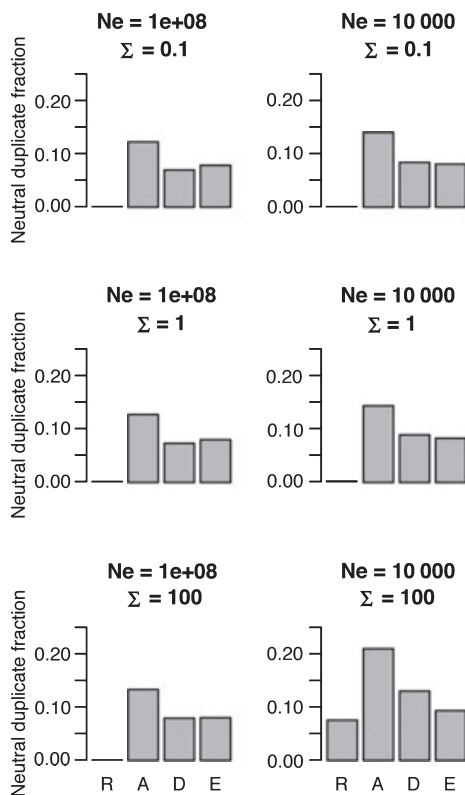 Ne = 1e+08
Σ = 0.1
Ne = 10 000
Σ = 0.1
Neutral duplicate fraction
0.20
0.10
0.00
0.20
0.10
0.00
Ne = 1e+08
Σ = 1
Ne = 10 000
Σ = 1
Neutral duplicate fraction
0.20
0.10
0.00
0.20
0.10
0.00
Ne = 1e+08
Σ = 100
Ne = 10 000
Σ = 100
Neutral duplicate fraction
0.20
0.10
0.00
0.20
0.10
0.00
R A D E
R A D E